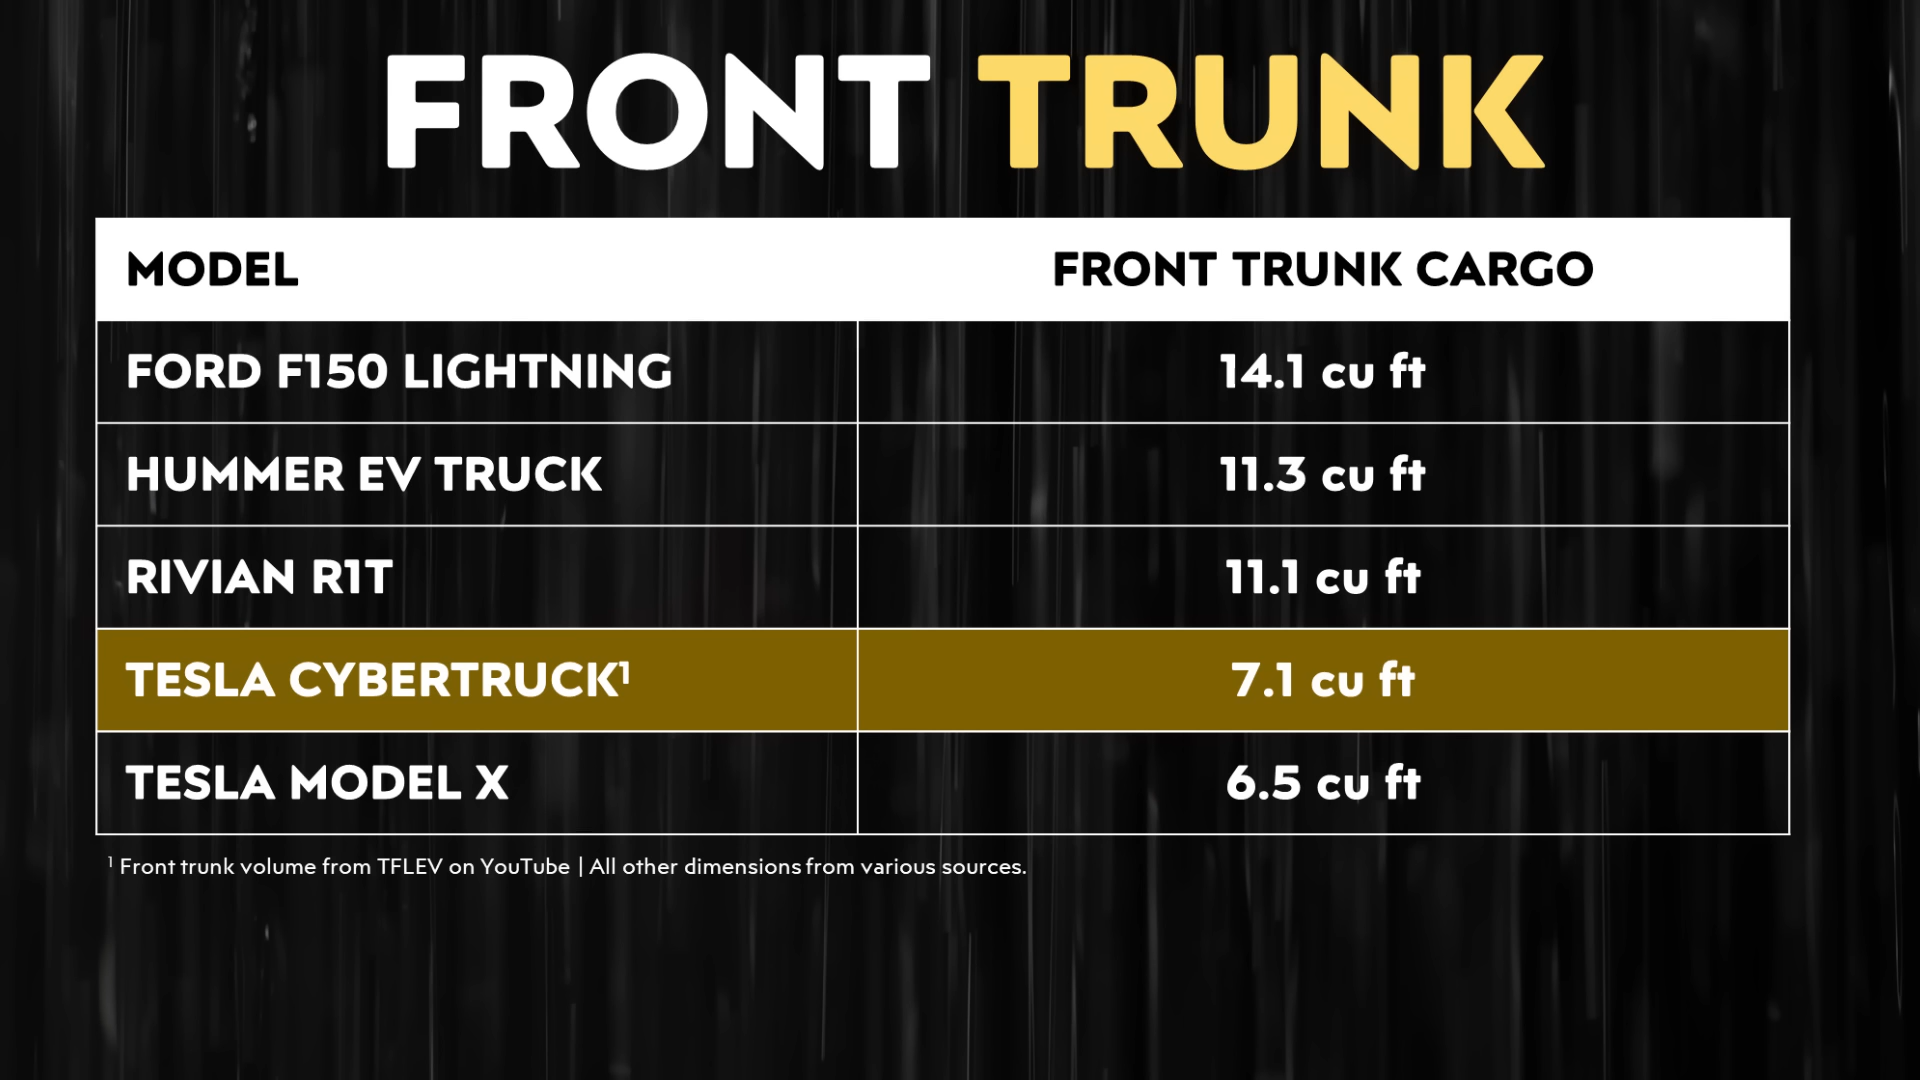 FRONT TRUNK
MODEL FRONT TRUNK CARGO
FORD F150 LIGHTNING 14.1 cu ft
HUMMER EV TRUCK 11.3 cu ft
RIVIAN R1T 11.1 cu ft
TESLA CYBERTRUCK¹ 7.1 cu ft
TESLA MODEL X 6.5 cu ft
¹ Front trunk volume from TFLEV on YouTube | All other dimensions from various sources.